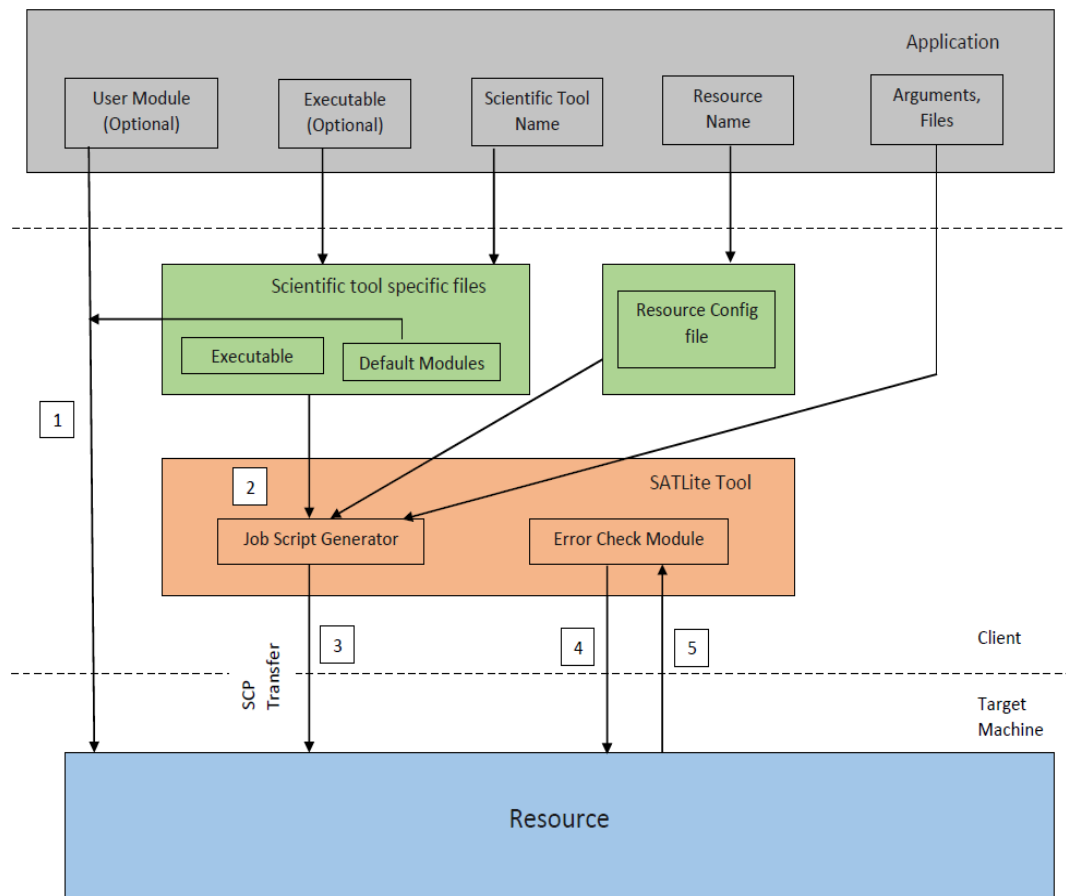 Application
User Module
(Optional)
Executable
(Optional)
Scientific Tool
Name
Resource
Name
Arguments,
Files
Scientific tool specific files
Executable
Default Modules
Resource Config
file
1
2
SATLite Tool
Job Script Generator
Error Check Module
SCP
Transfer
3
4
5
Client
Target
Machine
Resource